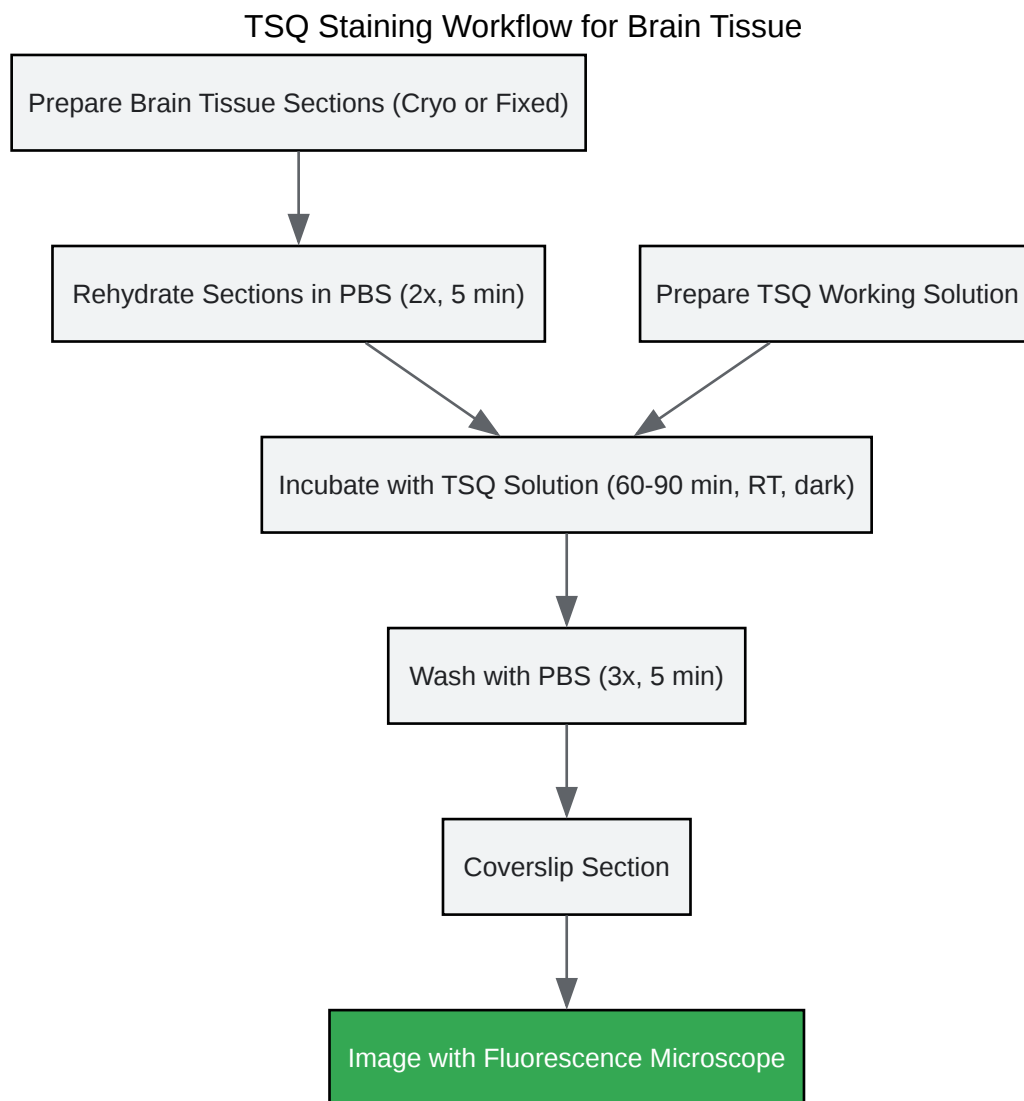 TSQ Staining Workflow for Brain Tissue
Prepare Brain Tissue Sections (Cryo or Fixed)
Rehydrate Sections in PBS (2x, 5 min)
Prepare TSQ Working Solution
Incubate with TSQ Solution (60-90 min, RT, dark)
Wash with PBS (3x, 5 min)
Coverslip Section
Image with Fluorescence Microscope